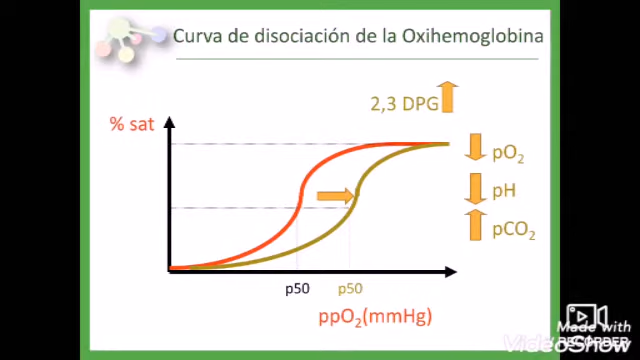 Curva de disociación de la Oxihemoglobina
2,3 DPG
% sat
pO₂
pH
pCO₂
p50 p50
ppO₂(mmHg)
Made with
RECORDER
VideoShow